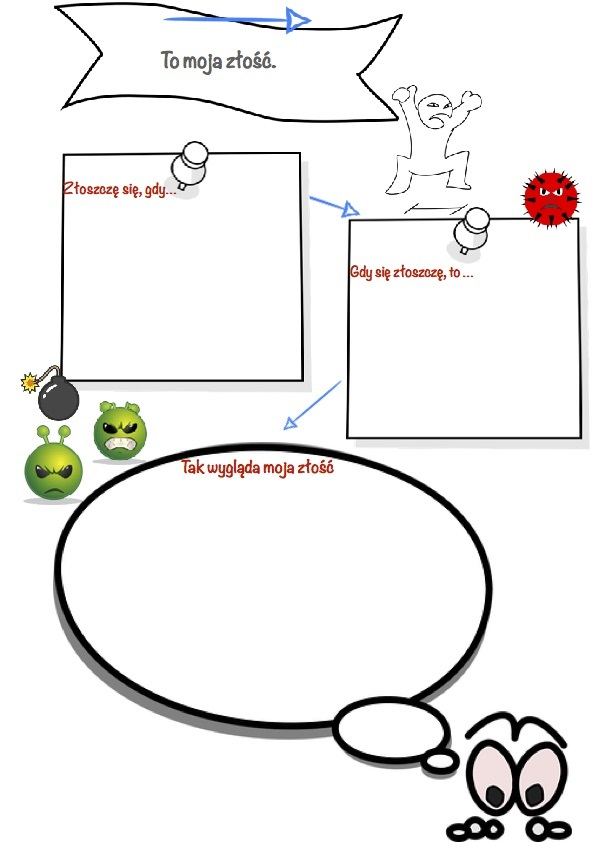 To moja złość.
Złoszczę się, gdy...
Gdy się złoszczę, to ...
Tak wygląda moja złość